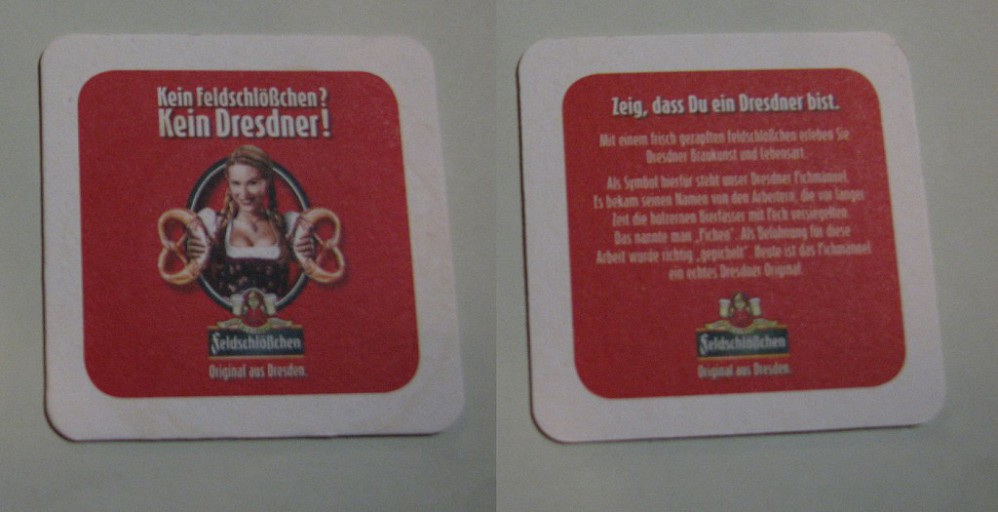 Kein Feldschlößchen?
Kein Dresdner!
Feldschlößchen
Original aus Dresden.
Zeig, dass Du ein Dresdner bist.
Mit einem frisch gezapften Feldschlößchen erleben Sie
Dresdner Braukunst und Lebensart.
Als Symbol hierfür steht unser Dresdner Pichmännel.
Es bekam seinen Namen von den Arbeitern, die vor langer
Zeit die hölzernen Bierfässer mit Pech versiegelten.
Das nannte man „Pichen“. Als Belohnung für diese
Arbeit wurde richtig „gepichelt“. Heute ist das Pichmännel
ein echtes Dresdner Original.
Feldschlößchen
Original aus Dresden.